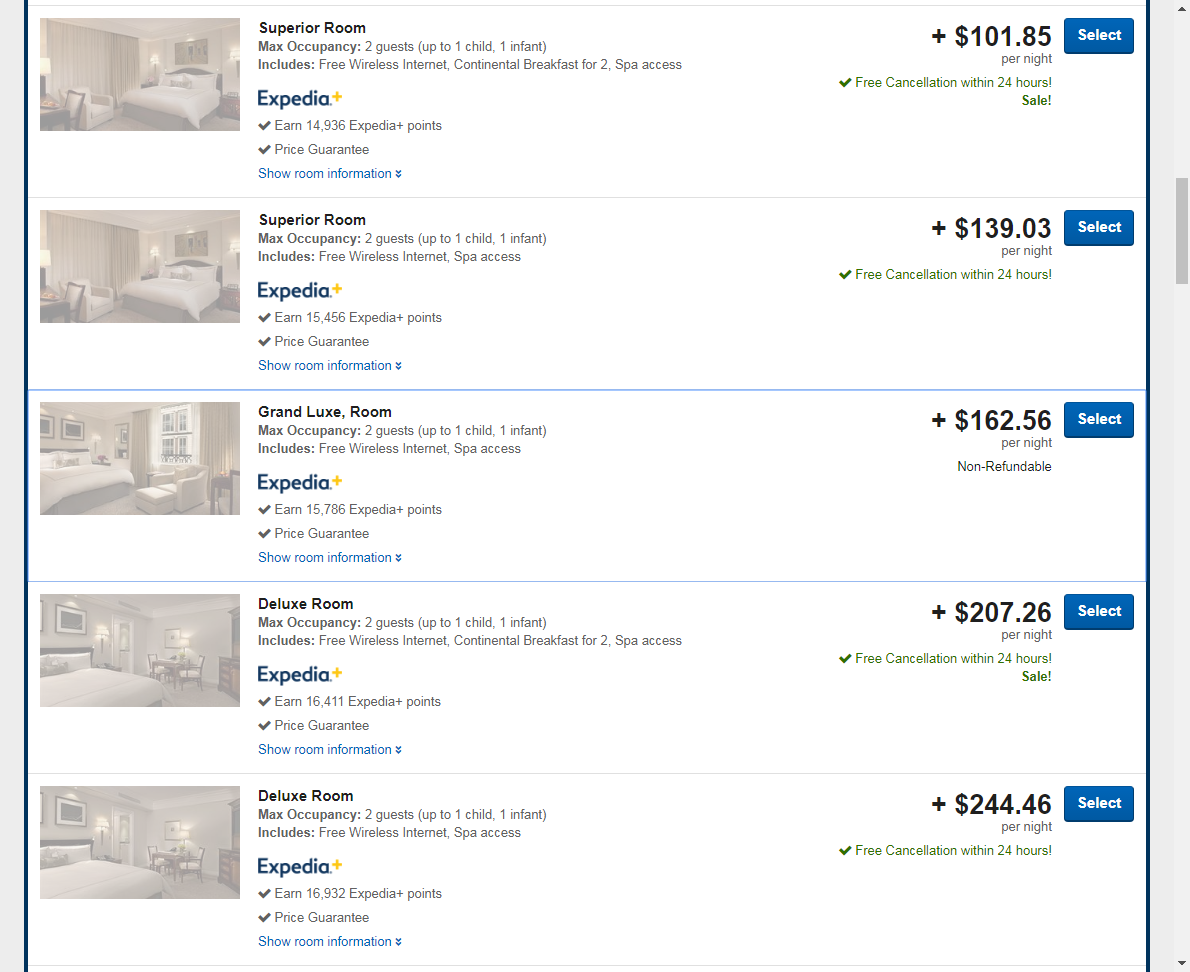 Superior Room
+ $101.85
Select
Max Occupancy: 2 guests (up to 1 child, 1 infant)
per night
Includes: Free Wireless Internet, Continental Breakfast for 2, Spa access
Free Cancellation within 24 hours!
Sale!
Expedia+
Earn 14,936 Expedia+ points
Price Guarantee
Show room information
Superior Room
+ $139.03
Select
Max Occupancy: 2 guests (up to 1 child, 1 infant)
per night
Includes: Free Wireless Internet, Spa access
Free Cancellation within 24 hours!
Expedia+
Earn 15,456 Expedia+ points
Price Guarantee
Show room information
Grand Luxe, Room
+ $162.56
Select
Max Occupancy: 2 guests (up to 1 child, 1 infant)
per night
Includes: Free Wireless Internet, Spa access
Non-Refundable
Expedia+
Earn 15,786 Expedia+ points
Price Guarantee
Show room information
Deluxe Room
+ $207.26
Select
Max Occupancy: 2 guests (up to 1 child, 1 infant)
per night
Includes: Free Wireless Internet, Continental Breakfast for 2, Spa access
Free Cancellation within 24 hours!
Sale!
Expedia+
Earn 16,411 Expedia+ points
Price Guarantee
Show room information
Deluxe Room
+ $244.46
Select
Max Occupancy: 2 guests (up to 1 child, 1 infant)
per night
Includes: Free Wireless Internet, Spa access
Free Cancellation within 24 hours!
Expedia+
Earn 16,932 Expedia+ points
Price Guarantee
Show room information